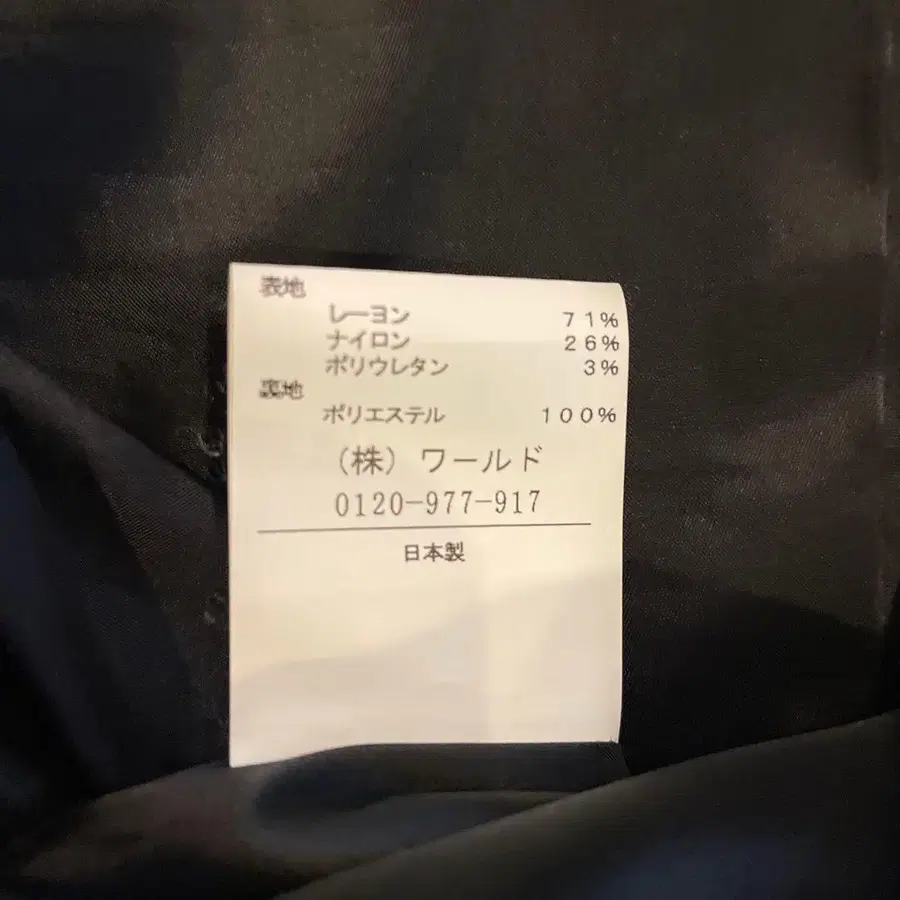 表地
レーヨン 71%
ナイロン 26%
ポリウレタン 3%
裏地
ポリエステル 100%
(株) ワールド
0120-977-917
日本製